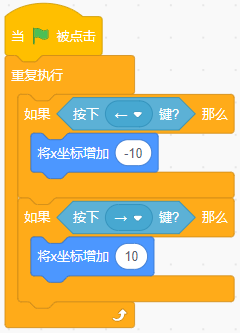 当 被点击
重复执行
如果 按下 ← 键? 那么
将x坐标增加 -10
如果 按下 → 键? 那么
将x坐标增加 10